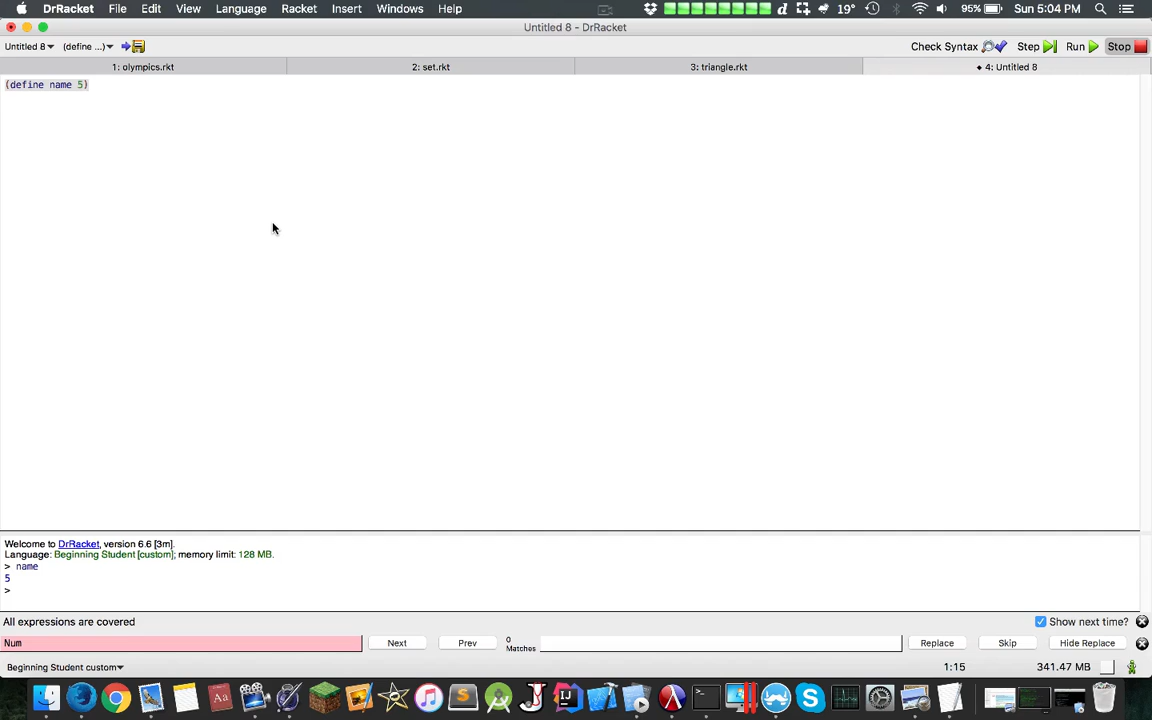 DrRacket File Edit View Language Racket Insert Windows Help 19° 95% Sun 5:04 PM
Untitled 8 - DrRacket
Untitled 8 (define ...) Check Syntax Step Run Stop
1: olympics.rkt 2: set.rkt 3: triangle.rkt 4: Untitled 8
(define name 5)
Welcome to DrRacket, version 6.6 [3m].
Language: Beginning Student [custom]; memory limit: 128 MB.
> name
5
>
All expressions are covered Show next time?
Num Next Prev 0 Matches Replace Skip Hide Replace
Beginning Student custom 1:15 341.47 MB